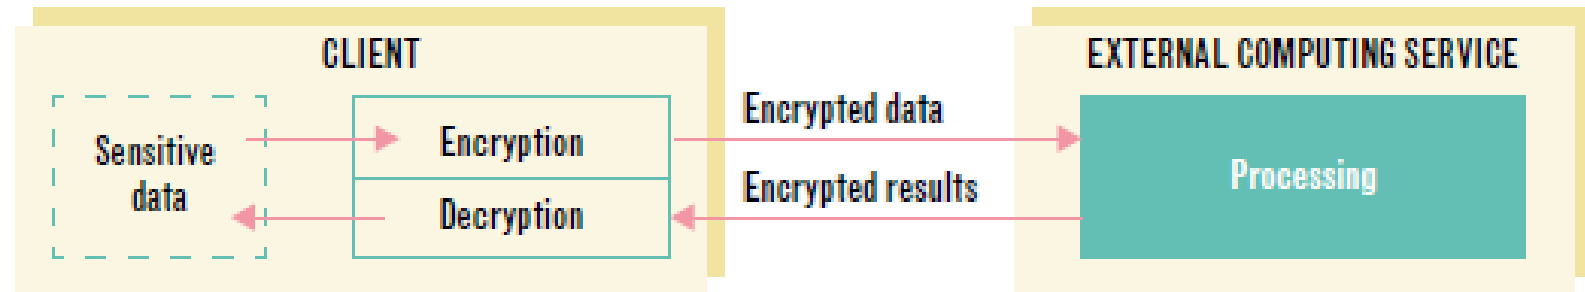 CLIENT
EXTERNAL COMPUTING SERVICE
Sensitive
data
Encryption
Decryption
Encrypted data
Encrypted results
Processing